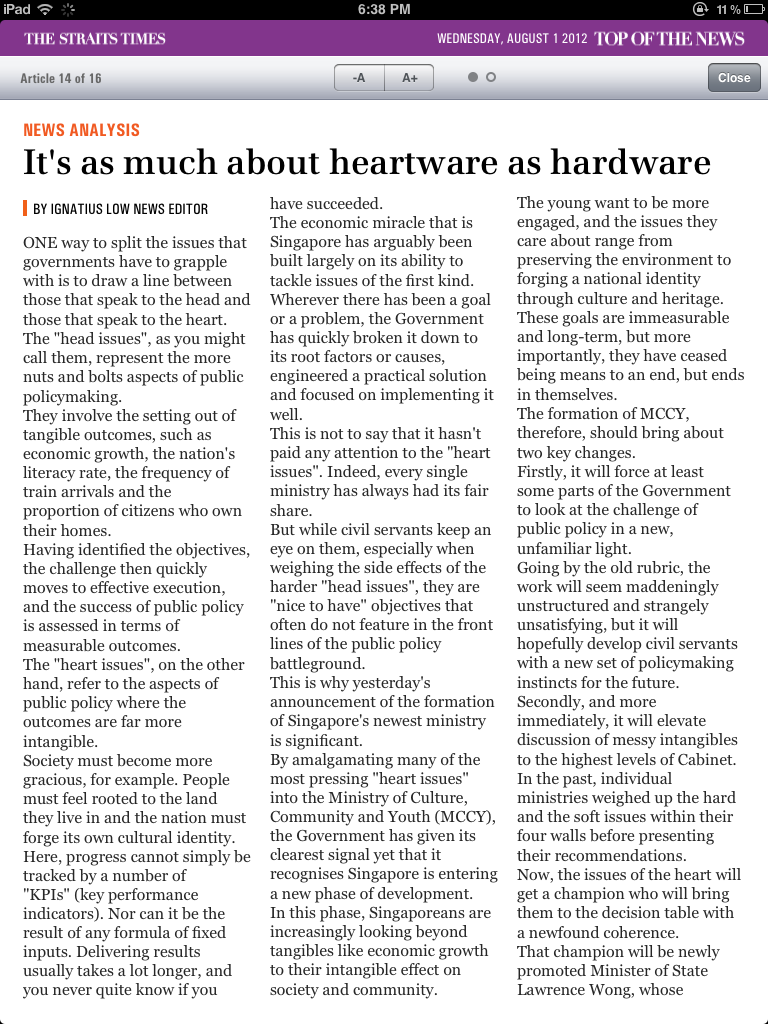 iPad
6:38 PM
11 %
THE STRAITS TIMES
WEDNESDAY, AUGUST 1 2012 TOP OF THE NEWS
Article 14 of 16
-A
A+
Close
NEWS ANALYSIS
It's as much about heartware as hardware
BY IGNATIUS LOW NEWS EDITOR
ONE way to split the issues that
governments have to grapple
with is to draw a line between
those that speak to the head and
those that speak to the heart.
The "head issues", as you might
call them, represent the more
nuts and bolts aspects of public
policymaking.
They involve the setting out of
tangible outcomes, such as
economic growth, the nation's
literacy rate, the frequency of
train arrivals and the
proportion of citizens who own
their homes.
Having identified the objectives,
the challenge then quickly
moves to effective execution,
and the success of public policy
is assessed in terms of
measurable outcomes.
The "heart issues", on the other
hand, refer to the aspects of
public policy where the
outcomes are far more
intangible.
Society must become more
gracious, for example. People
must feel rooted to the land
they live in and the nation must
forge its own cultural identity.
Here, progress cannot simply be
tracked by a number of
"KPIs" (key performance
indicators). Nor can it be the
result of any formula of fixed
inputs. Delivering results
usually takes a lot longer, and
you never quite know if you
have succeeded.
The economic miracle that is
Singapore has arguably been
built largely on its ability to
tackle issues of the first kind.
Wherever there has been a goal
or a problem, the Government
has quickly broken it down to
its root factors or causes,
engineered a practical solution
and focused on implementing it
well.
This is not to say that it hasn't
paid any attention to the "heart
issues". Indeed, every single
ministry has always had its fair
share.
But while civil servants keep an
eye on them, especially when
weighing the side effects of the
harder "head issues", they are
"nice to have" objectives that
often do not feature in the front
lines of the public policy
battleground.
This is why yesterday's
announcement of the formation
of Singapore's newest ministry
is significant.
By amalgamating many of the
most pressing "heart issues"
into the Ministry of Culture,
Community and Youth (MCCY),
the Government has given its
clearest signal yet that it
recognises Singapore is entering
a new phase of development.
In this phase, Singaporeans are
increasingly looking beyond
tangibles like economic growth
to their intangible effect on
society and community.
The young want to be more
engaged, and the issues they
care about range from
preserving the environment to
forging a national identity
through culture and heritage.
These goals are immeasurable
and long-term, but more
importantly, they have ceased
being means to an end, but ends
in themselves.
The formation of MCCY,
therefore, should bring about
two key changes.
Firstly, it will force at least
some parts of the Government
to look at the challenge of
public policy in a new,
unfamiliar light.
Going by the old rubric, the
work will seem maddeningly
unstructured and strangely
unsatisfying, but it will
hopefully develop civil servants
with a new set of policymaking
instincts for the future.
Secondly, and more
immediately, it will elevate
discussion of messy intangibles
to the highest levels of Cabinet.
In the past, individual
ministries weighed up the hard
and the soft issues within their
four walls before presenting
their recommendations.
Now, the issues of the heart will
get a champion who will bring
them to the decision table with
a newfound coherence.
That champion will be newly
promoted Minister of State
Lawrence Wong, whose